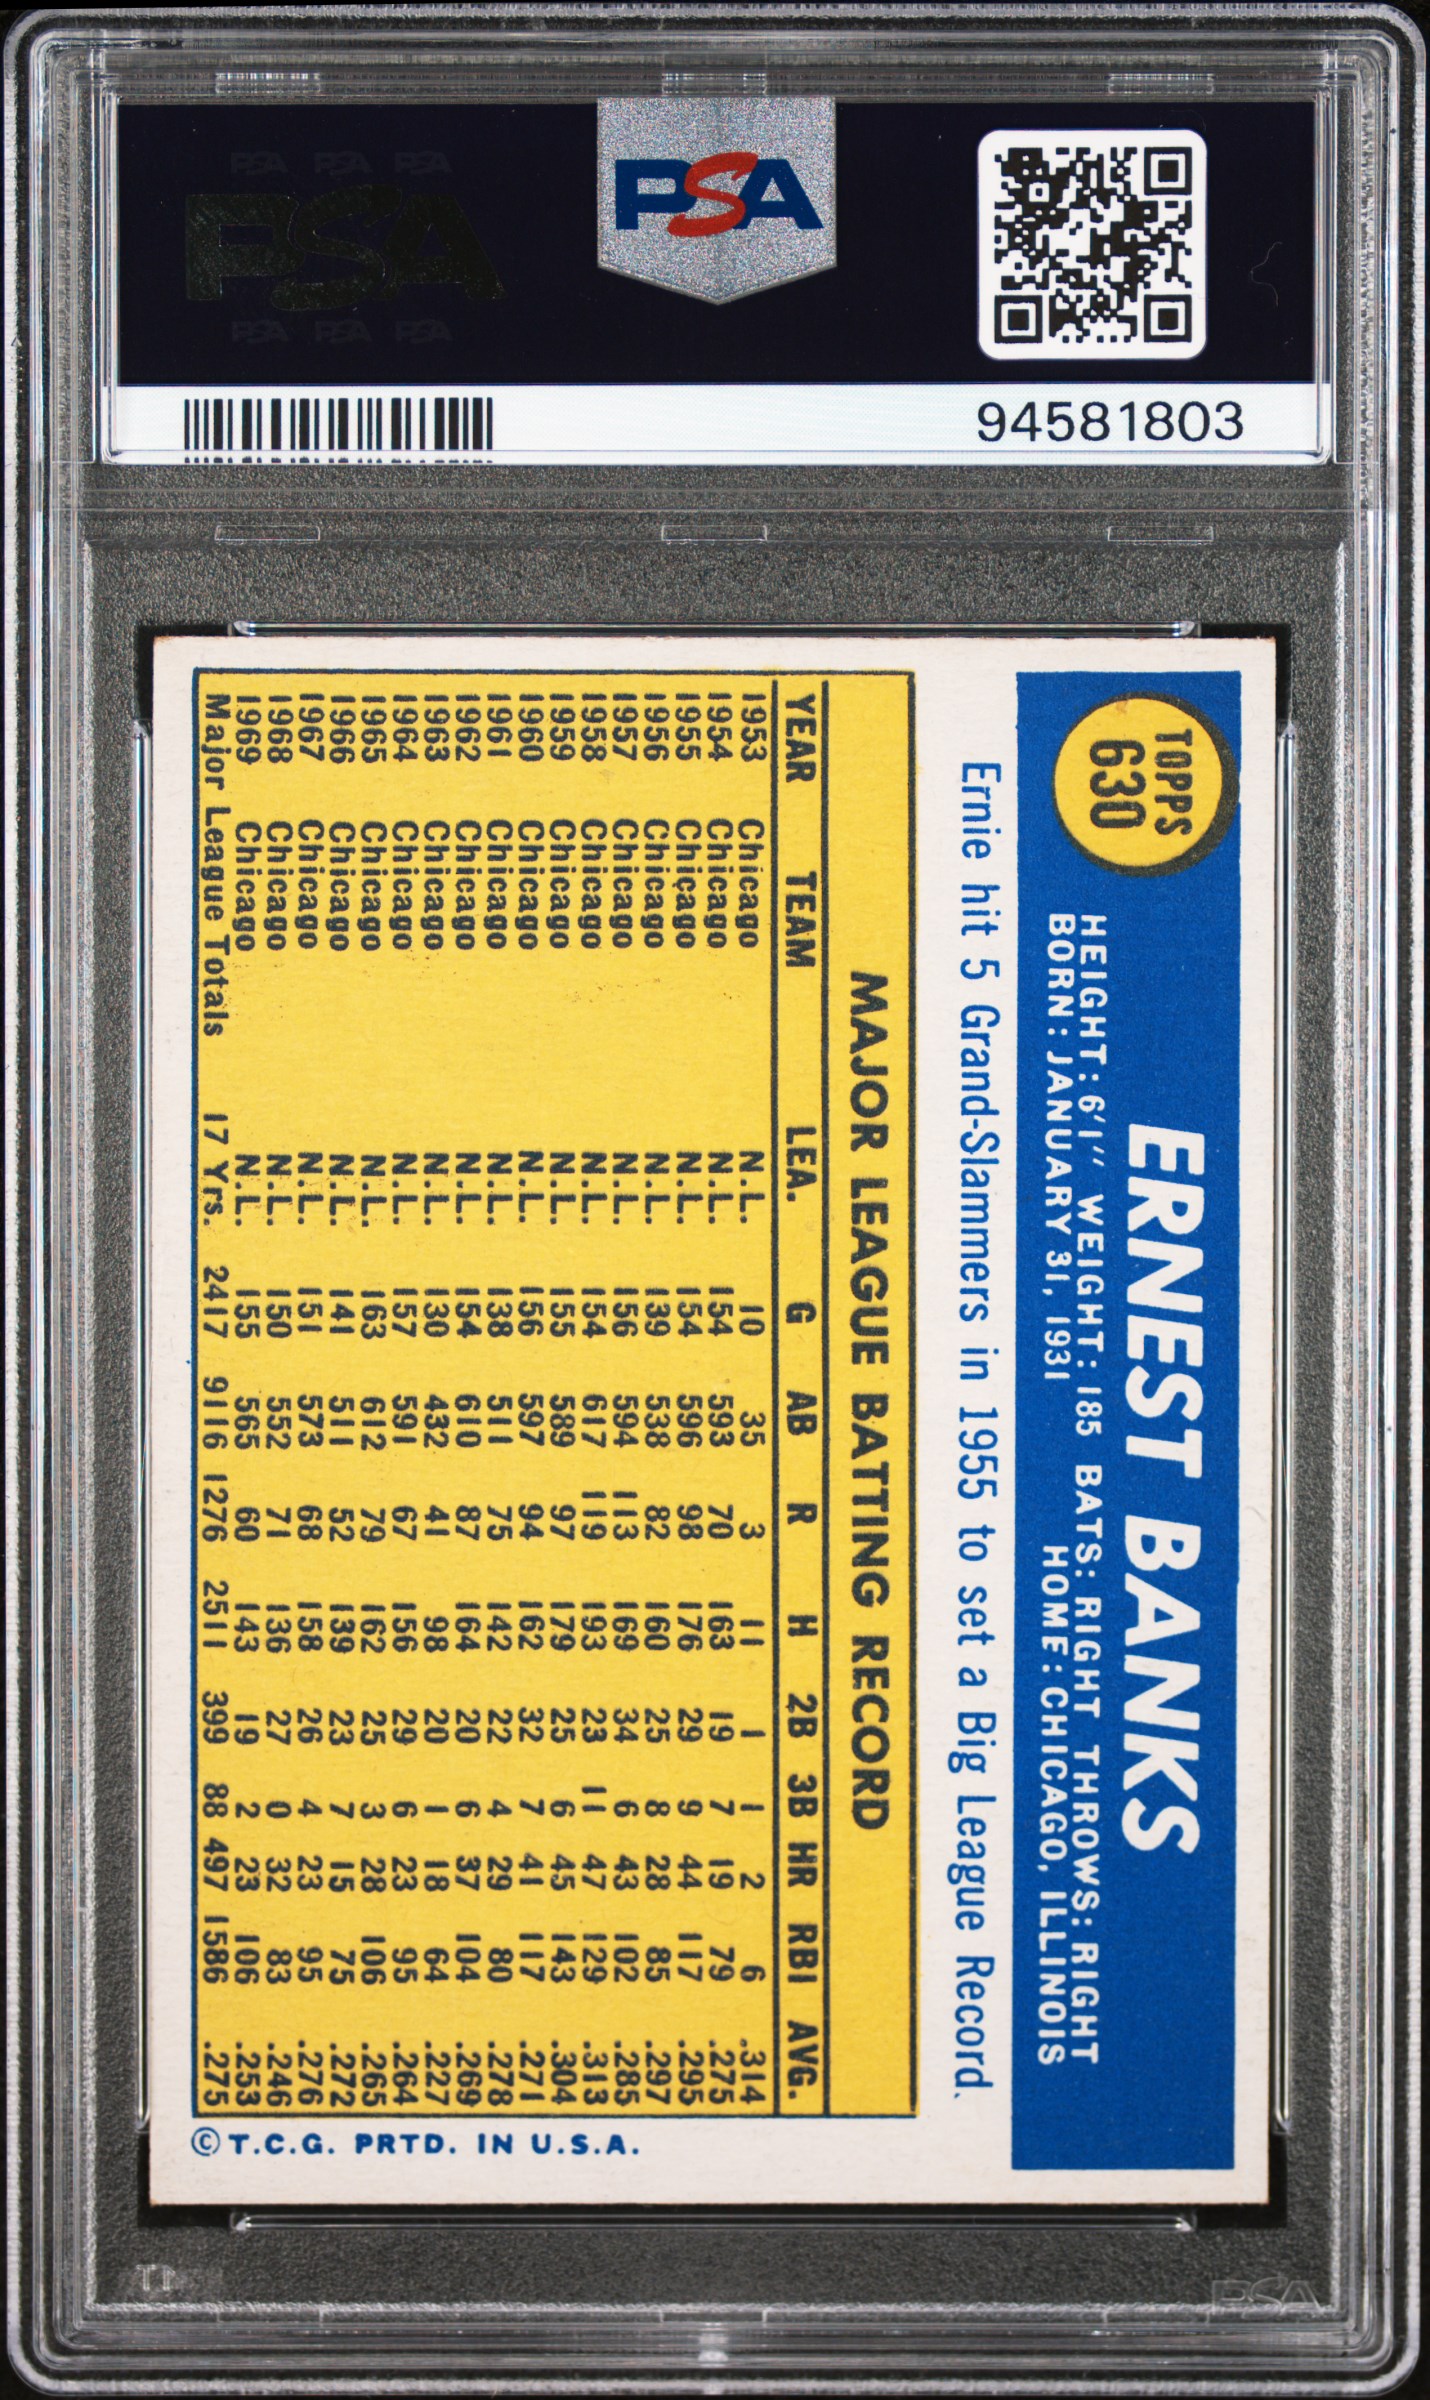 PSA PSA PSA
PSA
PSA PSA PSA
PSA
94581803
TOPPS
630
ERNEST BANKS
HEIGHT: 6'1" WEIGHT: 185 BATS: RIGHT THROWS: RIGHT
BORN: JANUARY 31, 1931 HOME: CHICAGO, ILLINOIS
Ernie hit 5 Grand-Slammers in 1955 to set a Big League Record.
MAJOR LEAGUE BATTING RECORD
YEAR TEAM LEA. G AB R H 2B 3B HR RBI AVG.
1953 Chicago N.L. 10 35 3 11 1 1 2 6 .314
1954 Chicago N.L. 154 593 70 163 19 7 19 79 .275
1955 Chicago N.L. 154 596 98 176 29 9 44 117 .295
1956 Chicago N.L. 139 538 82 160 25 8 28 85 .297
1957 Chicago N.L. 156 594 113 169 34 6 43 102 .285
1958 Chicago N.L. 154 617 119 193 23 11 47 129 .313
1959 Chicago N.L. 155 589 97 179 25 6 45 143 .304
1960 Chicago N.L. 156 597 94 162 32 7 41 117 .271
1961 Chicago N.L. 138 511 75 142 22 4 29 80 .278
1962 Chicago N.L. 154 610 87 164 20 6 37 104 .269
1963 Chicago N.L. 130 432 41 98 20 1 18 64 .227
1964 Chicago N.L. 157 591 67 156 29 6 23 95 .264
1965 Chicago N.L. 163 612 79 162 25 3 28 106 .265
1966 Chicago N.L. 141 511 52 139 23 7 15 75 .272
1967 Chicago N.L. 151 573 68 158 26 4 23 95 .276
1968 Chicago N.L. 150 552 71 136 27 0 32 83 .246
1969 Chicago N.L. 155 565 60 143 19 2 23 106 .253
Major League Totals 17 Yrs. 2417 9116 1276 2511 399 88 497 1586 .275
© T.C.G. PRTD. IN U.S.A.
PSA